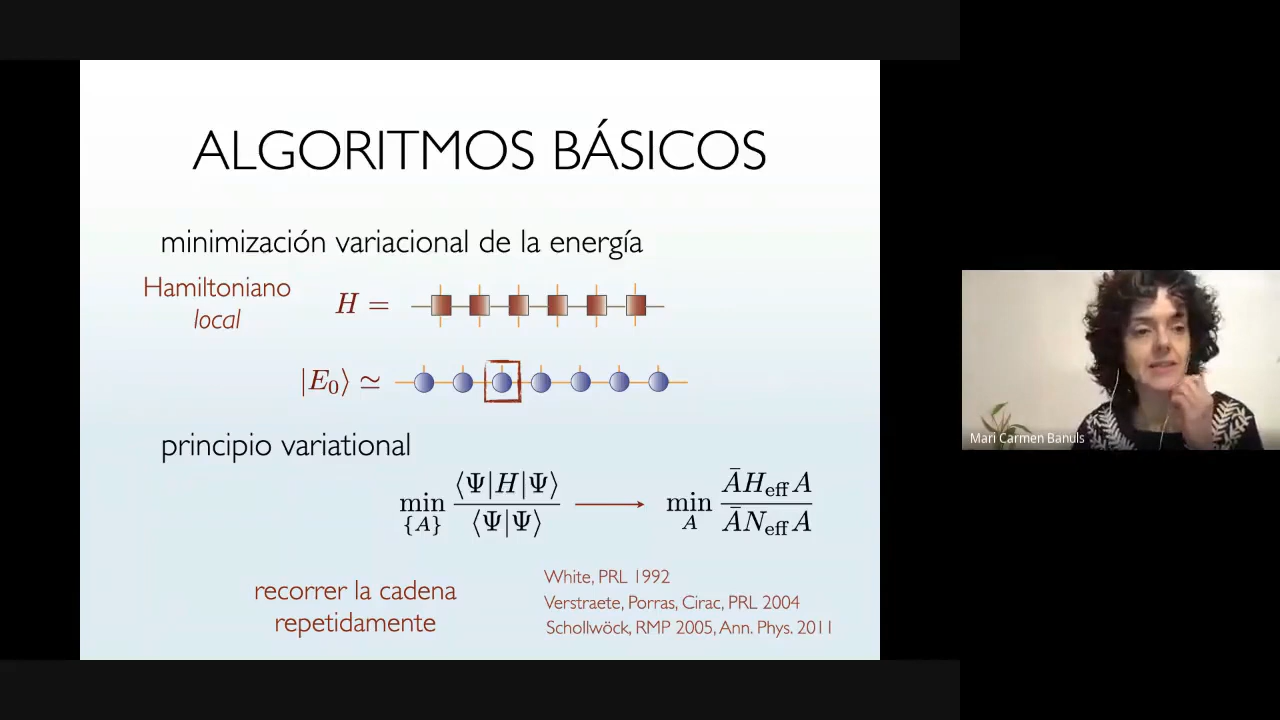 ALGORITMOS BÁSICOS
minimización variacional de la energía
Hamiltoniano
local
H =
|E₀⟩ ≃
principio variational
min {A} ⟨Ψ|H|Ψ⟩ / ⟨Ψ|Ψ⟩ → min A ĀH_eff A / ĀN_eff A
recorrer la cadena
repetidamente
White, PRL 1992
Verstraete, Porras, Cirac, PRL 2004
Schollwöck, RMP 2005, Ann. Phys. 2011
Mari Carmen Banuls